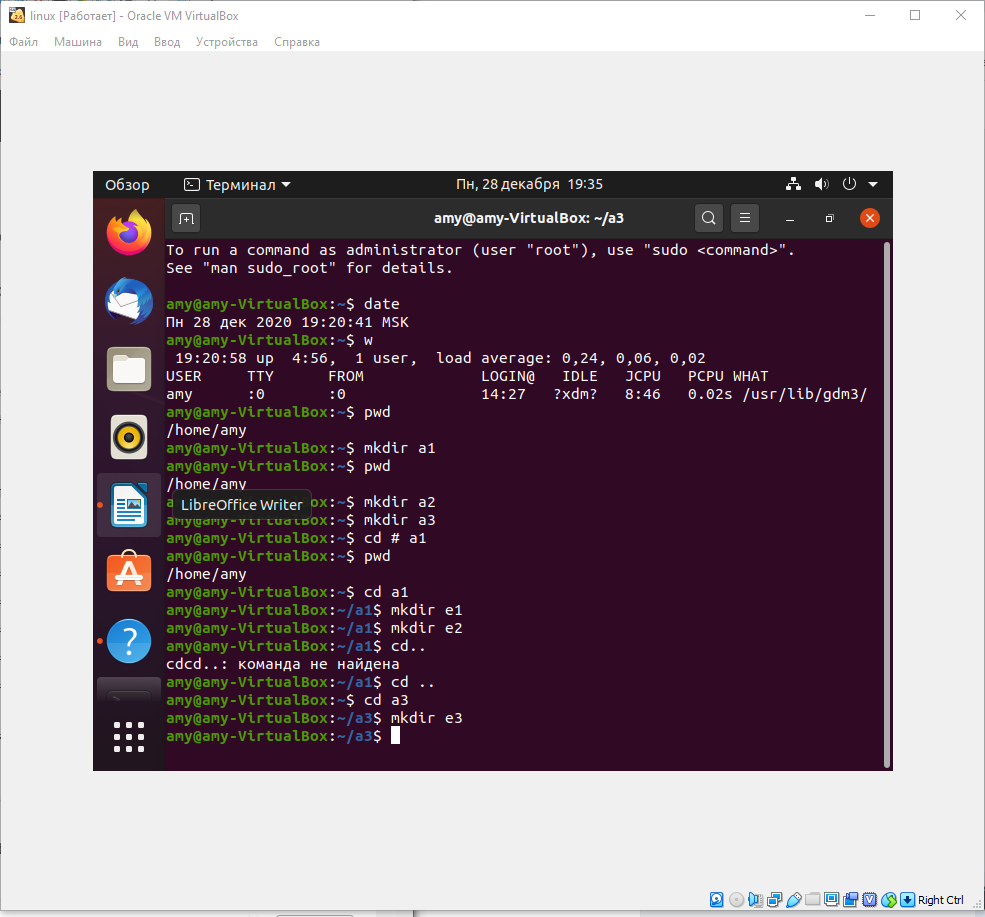 linux [Работает] - Oracle VM VirtualBox
Файл Машина Вид Ввод Устройства Справка
Обзор Терминал Пн, 28 декабря 19:35
amy@amy-VirtualBox: ~/a3
To run a command as administrator (user "root"), use "sudo <command>".
See "man sudo_root" for details.
amy@amy-VirtualBox:~$ date
Пн 28 дек 2020 19:20:41 MSK
amy@amy-VirtualBox:~$ w
19:20:58 up 4:56, 1 user, load average: 0,24, 0,06, 0,02
USER TTY FROM LOGIN@ IDLE JCPU PCPU WHAT
amy :0 :0 14:27 ?xdm? 8:46 0.02s /usr/lib/gdm3/
amy@amy-VirtualBox:~$ pwd
/home/amy
amy@amy-VirtualBox:~$ mkdir a1
amy@amy-VirtualBox:~$ pwd
/home/amy
LibreOffice Writer ox:~$ mkdir a2
amy@amy-VirtualBox:~$ mkdir a3
amy@amy-VirtualBox:~$ cd # a1
amy@amy-VirtualBox:~$ pwd
/home/amy
amy@amy-VirtualBox:~$ cd a1
amy@amy-VirtualBox:~/a1$ mkdir e1
amy@amy-VirtualBox:~/a1$ mkdir e2
amy@amy-VirtualBox:~/a1$ cd..
cdcd..: команда не найдена
amy@amy-VirtualBox:~/a1$ cd ..
amy@amy-VirtualBox:~$ cd a3
amy@amy-VirtualBox:~/a3$ mkdir e3
amy@amy-VirtualBox:~/a3$
Right Ctrl